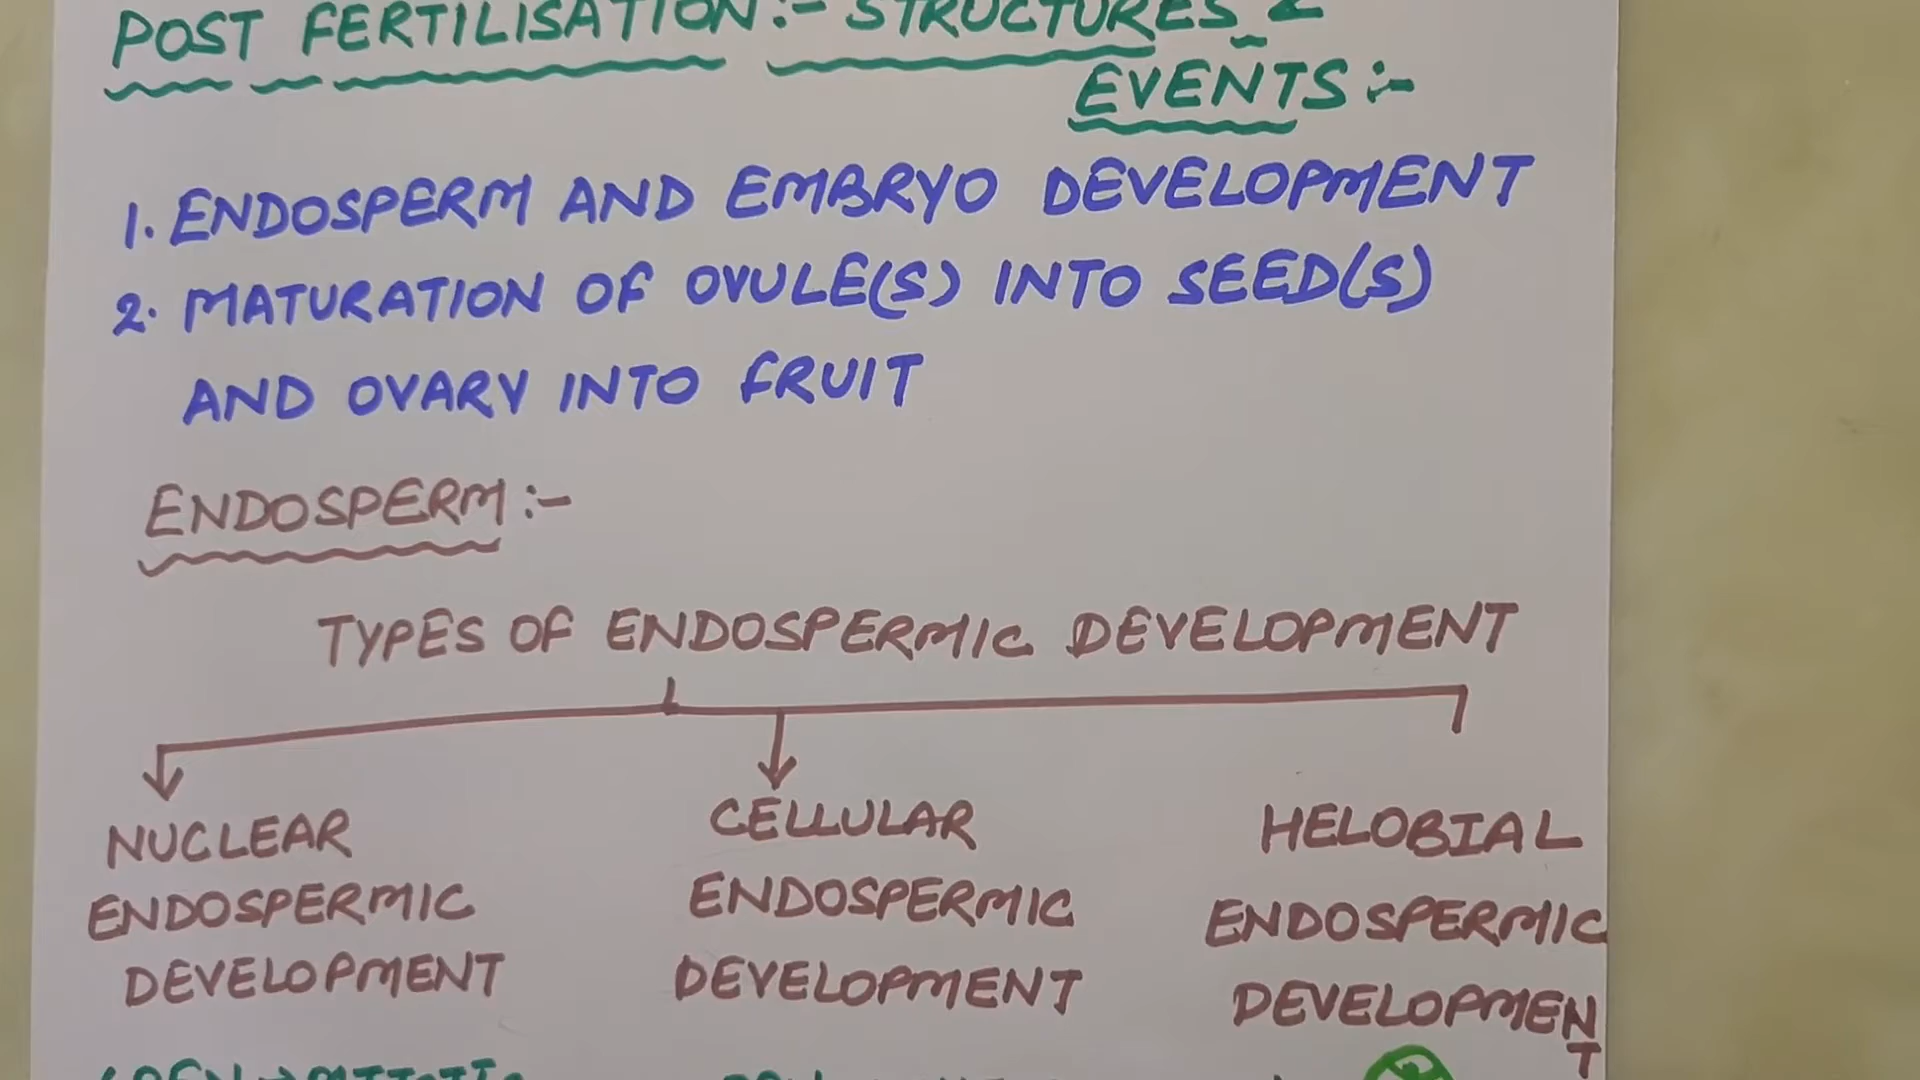 POST FERTILISATION:- STRUCTURES &
EVENTS:-
1. ENDOSPERM AND EMBRYO DEVELOPMENT
2. MATURATION OF OVULE(S) INTO SEED(S)
AND OVARY INTO FRUIT
ENDOSPERM:-
TYPES OF ENDOSPERMIC DEVELOPMENT
NUCLEAR
ENDOSPERMIC
DEVELOPMENT
CELLULAR
ENDOSPERMIC
DEVELOPMENT
HELOBIAL
ENDOSPERMIC
DEVELOPMENT